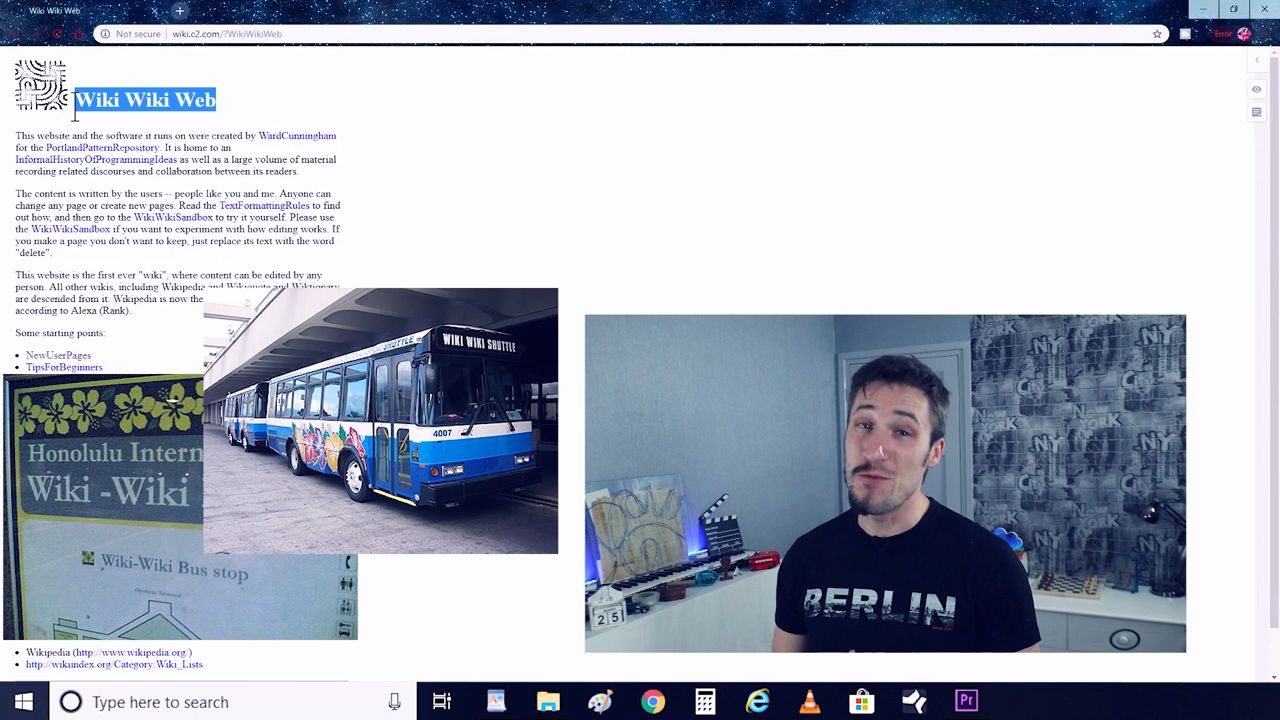 Wiki Wiki Web
Not secure
wiki.c2.com/?WikiWikiWeb
Error
Wiki Wiki Web
This website and the software it runs on were created by WardCunningham
for the PortlandPatternRepository. It is home to an
InformalHistoryOfProgrammingIdeas as well as a large volume of material
recording related discourses and collaboration between its readers.
The content is written by the users -- people like you and me. Anyone can
change any page or create new pages. Read the TextFormattingRules to find
out how, and then go to the WikiWikiSandbox to try it yourself. Please use
the WikiWikiSandbox if you want to experiment with how editing works. If
you make a page you don't want to keep, just replace its text with the word
"delete".
This website is the first ever "wiki", where content can be edited by any
person. All other wikis, including Wikipedia and Wikiquote and Wiktionary
are descended from it. Wikipedia is now the
according to Alexa (Rank).
Some starting points:
NewUserPages
TipsForBeginners
WIKI WIKI SHUTTLE
SHUTTLE
4007
Honolulu Intern
Wiki -Wiki
Wiki-Wiki Bus stop
NY
BERLIN
25
Wikipedia (http://www.wikipedia.org/)
http://wikiindex.org/Category:Wiki_Lists
Type here to search
Pr